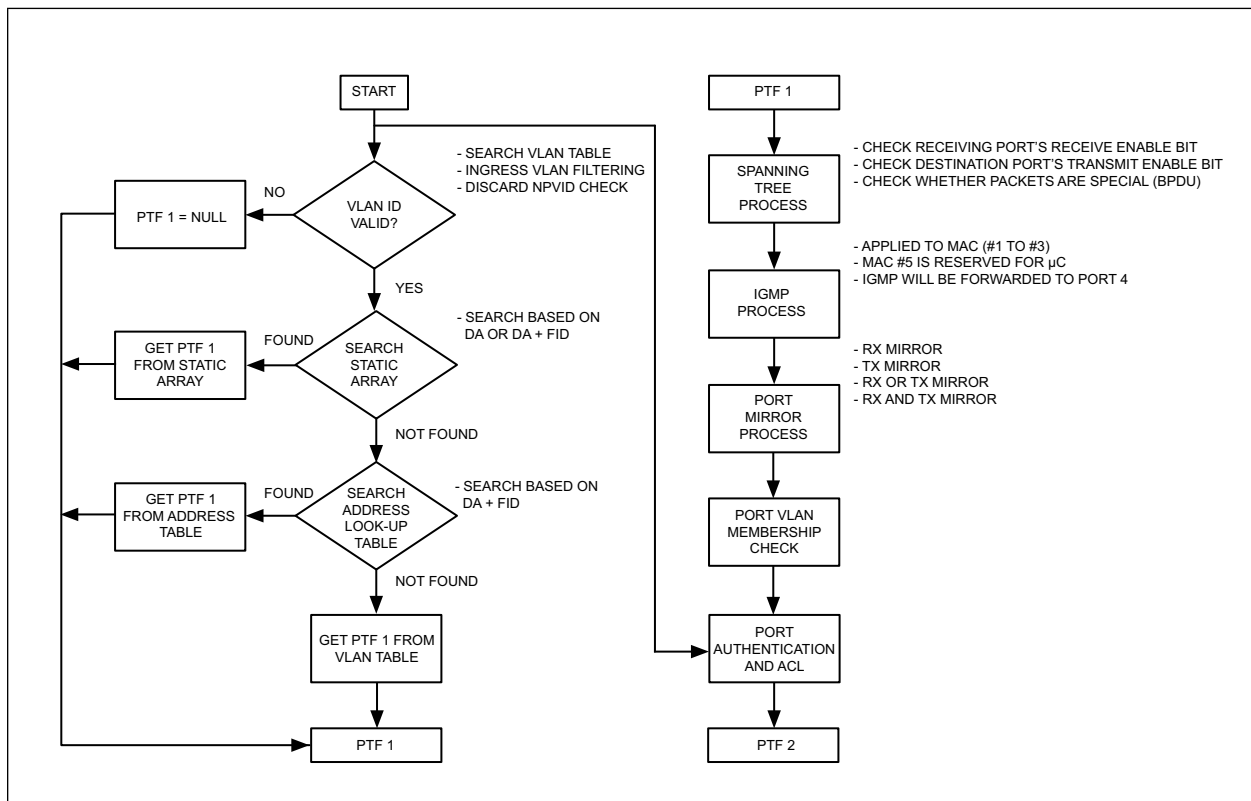 START
- SEARCH VLAN TABLE
- INGRESS VLAN FILTERING
- DISCARD NPVID CHECK
VLAN ID
VALID?
NO
PTF 1 = NULL
YES
- SEARCH BASED ON
DA OR DA + FID
SEARCH
STATIC
ARRAY
FOUND
GET PTF 1
FROM STATIC
ARRAY
NOT FOUND
- SEARCH BASED ON
DA + FID
SEARCH
ADDRESS
LOOK-UP
TABLE
FOUND
GET PTF 1
FROM ADDRESS
TABLE
NOT FOUND
GET PTF 1 FROM
VLAN TABLE
PTF 1
PTF 1
SPANNING
TREE
PROCESS
- CHECK RECEIVING PORT'S RECEIVE ENABLE BIT
- CHECK DESTINATION PORT'S TRANSMIT ENABLE BIT
- CHECK WHETHER PACKETS ARE SPECIAL (BPDU)
IGMP
PROCESS
- APPLIED TO MAC (#1 TO #3)
- MAC #5 IS RESERVED FOR µC
- IGMP WILL BE FORWARDED TO PORT 4
PORT
MIRROR
PROCESS
- RX MIRROR
- TX MIRROR
- RX OR TX MIRROR
- RX AND TX MIRROR
PORT VLAN
MEMBERSHIP
CHECK
PORT
AUTHENTICATION
AND ACL
PTF 2